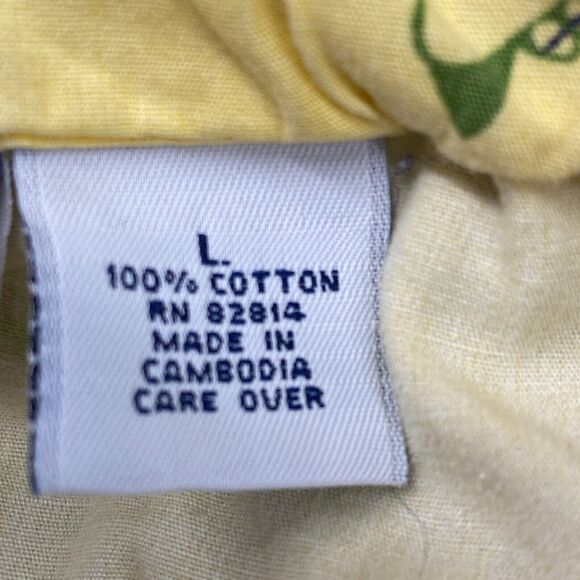 L.
100% COTTON
RN 82814
MADE IN
CAMBODIA
CARE OVER